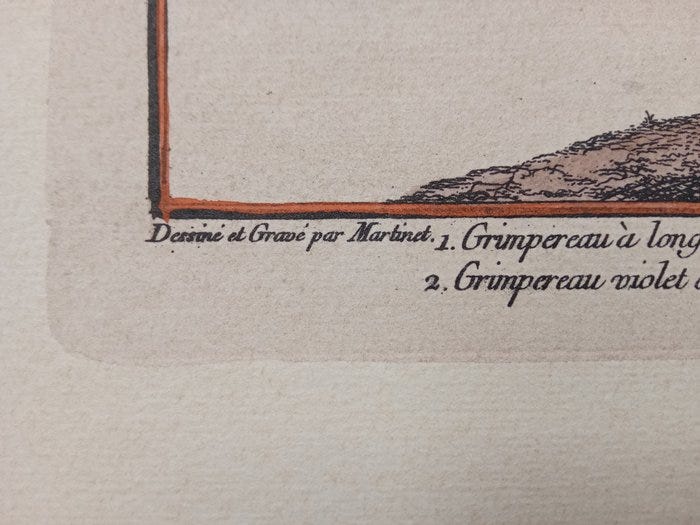 Dessiné et Gravé par Martinet. 1. Grimpereau à long
2. Grimpereau violet